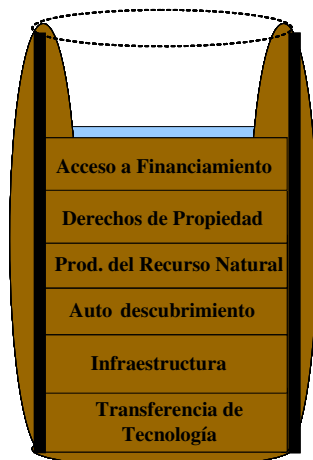 Acceso a Financiamiento
Derechos de Propiedad
Prod. del Recurso Natural
Auto descubrimiento
Infraestructura
Transferencia de
Tecnología